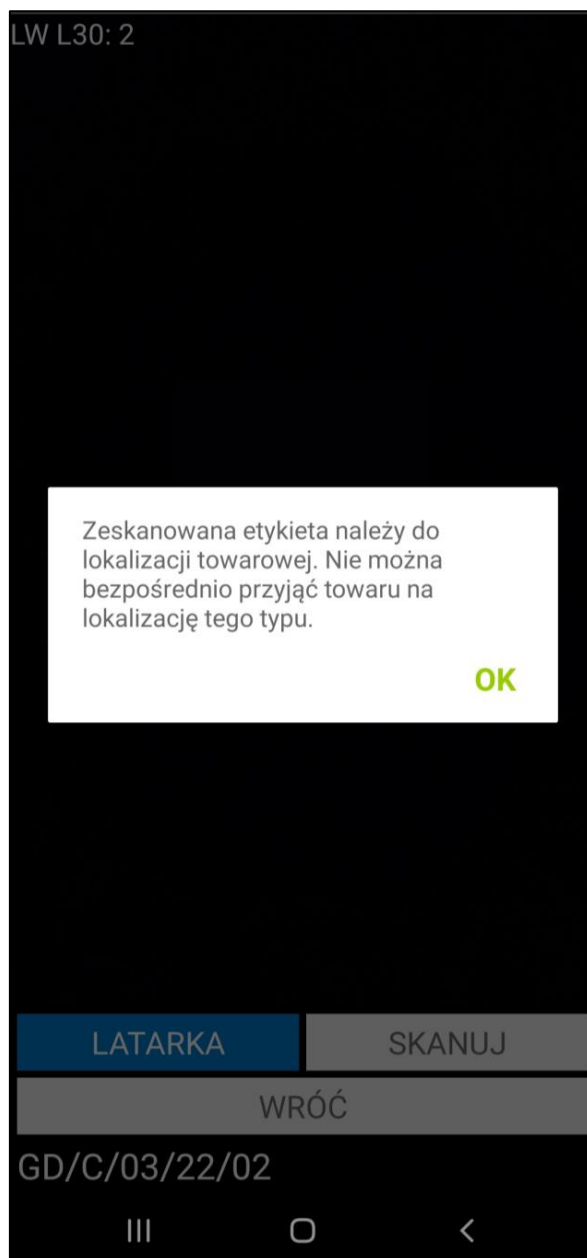 LW L30: 2
Zeskanowana etykieta należy do
lokalizacji towarowej. Nie można
bezpośrednio przyjąć towaru na
lokalizację tego typu.
OK
LATARKA
SKANUJ
WRÓĆ
GD/C/03/22/02